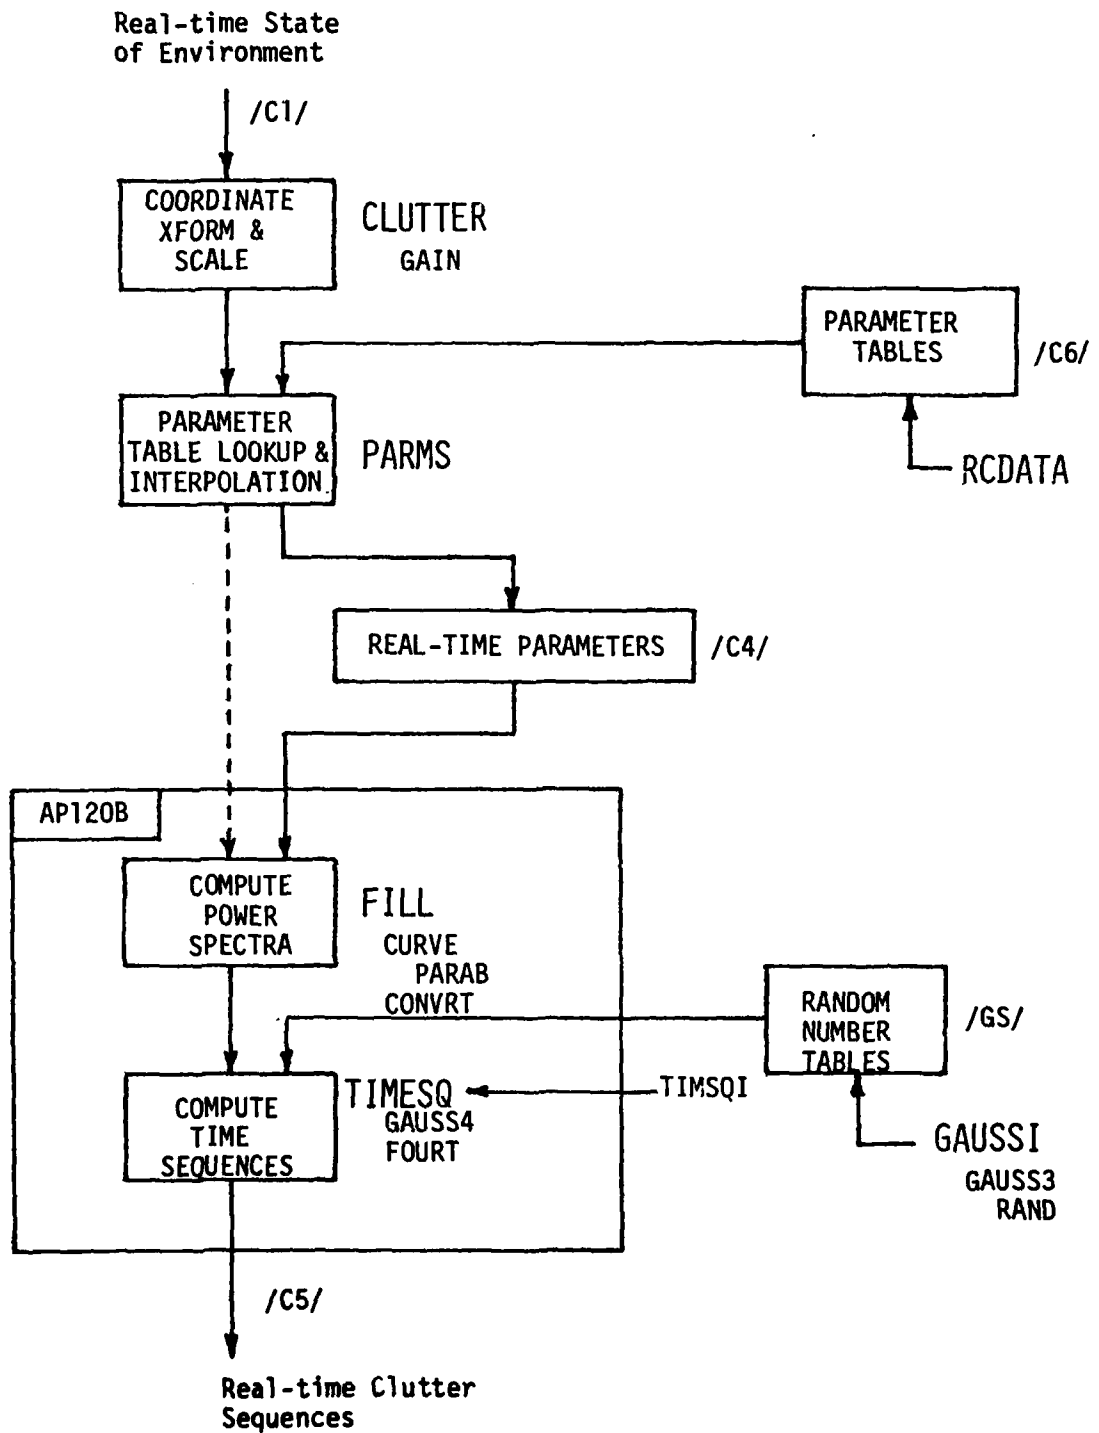 Real-time State
of Environment
/C1/
COORDINATE
XFORM &
SCALE
CLUTTER
GAIN
PARAMETER
TABLES
/C6/
RCDATA
PARAMETER
TABLE LOOKUP &
INTERPOLATION
PARMS
REAL-TIME PARAMETERS
/C4/
AP120B
COMPUTE
POWER
SPECTRA
FILL
CURVE
PARAB
CONVRT
RANDOM
NUMBER
TABLES
/GS/
COMPUTE
TIME
SEQUENCES
TIMESQ
GAUSS4
FOURT
TIMSQI
GAUSSI
GAUSS3
RAND
/C5/
Real-time Clutter
Sequences